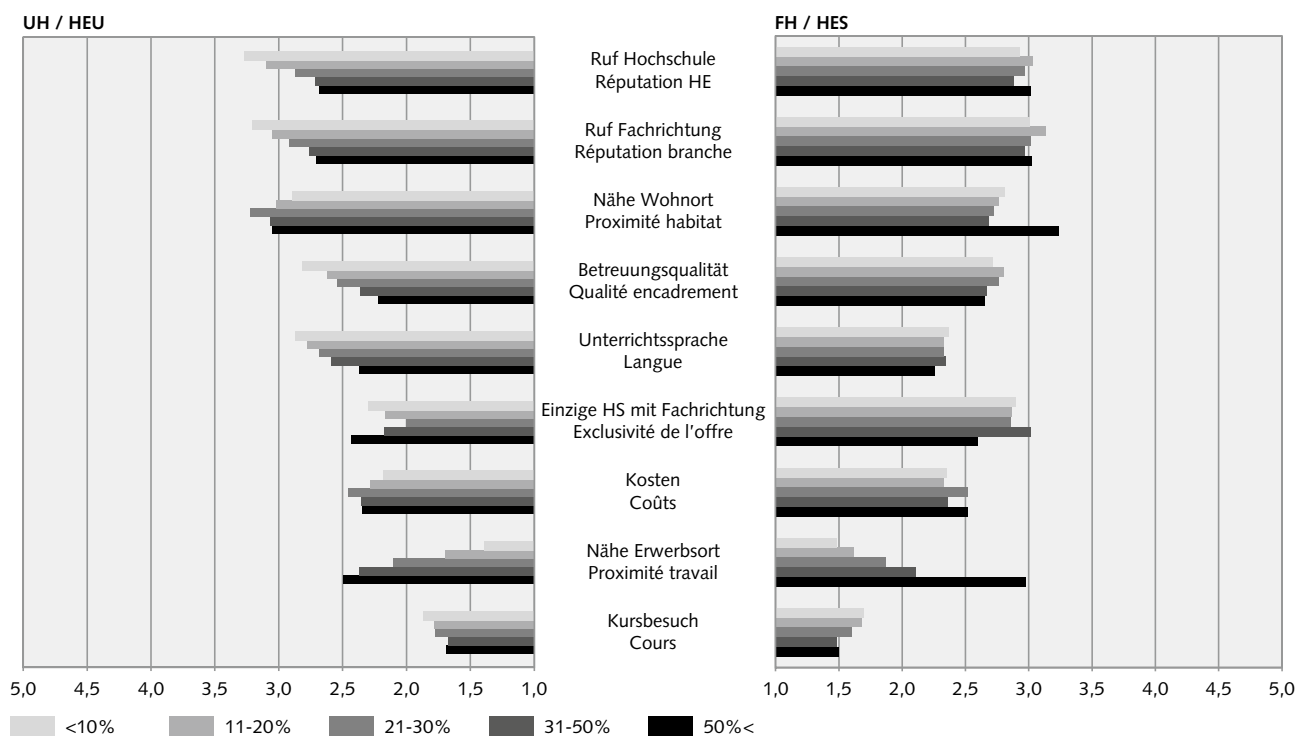 UH / HEU
FH / HES
Ruf Hochschule
Réputation HE
Ruf Fachrichtung
Réputation branche
Nähe Wohnort
Proximité habitat
Betreuungsqualität
Qualité encadrement
Unterrichtssprache
Langue
Einzige HS mit Fachrichtung
Exclusivité de l'offre
Kosten
Coûts
Nähe Erwerbsort
Proximité travail
Kursbesuch
Cours
5,0 4,5 4,0 3,5 3,0 2,5 2,0 1,5 1,0
1,0 1,5 2,0 2,5 3,0 3,5 4,0 4,5 5,0
<10% 11-20% 21-30% 31-50% 50%<